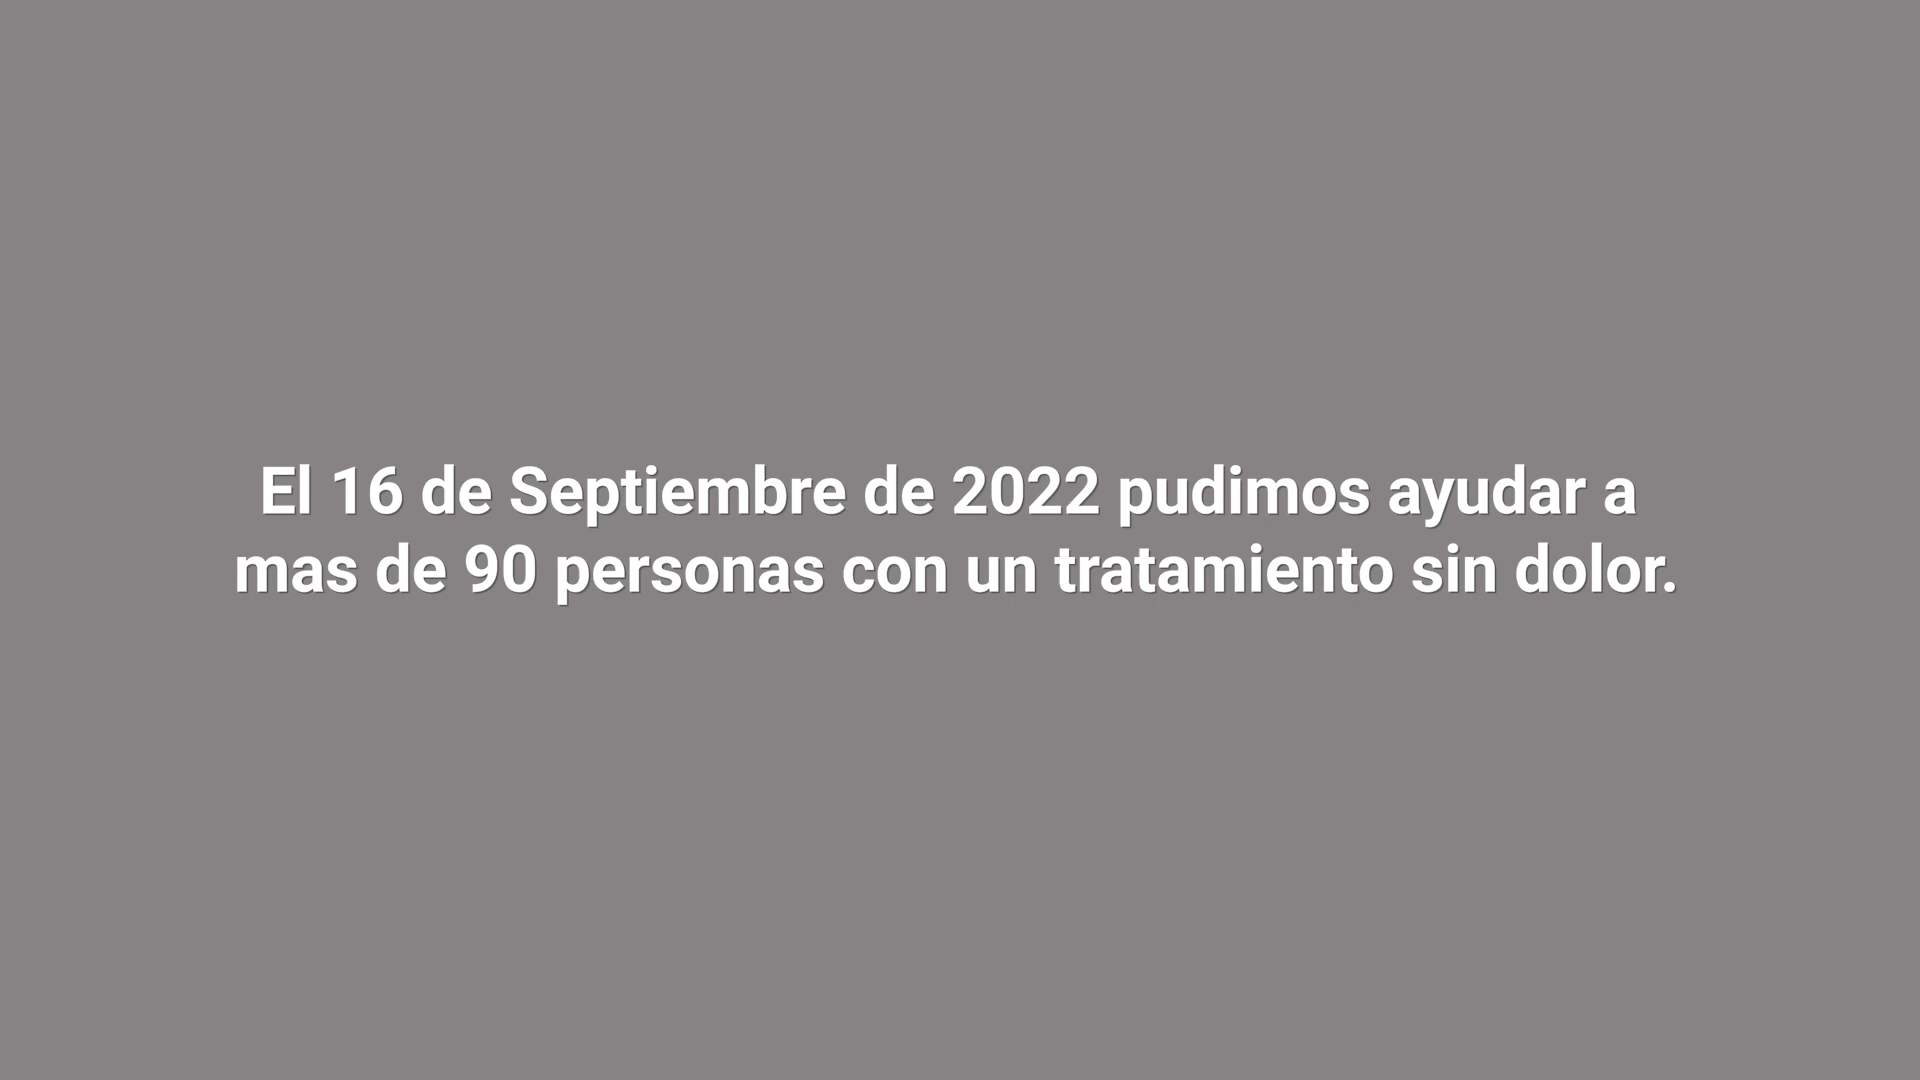 El 16 de Septiembre de 2022 pudimos ayudar a
mas de 90 personas con un tratamiento sin dolor.